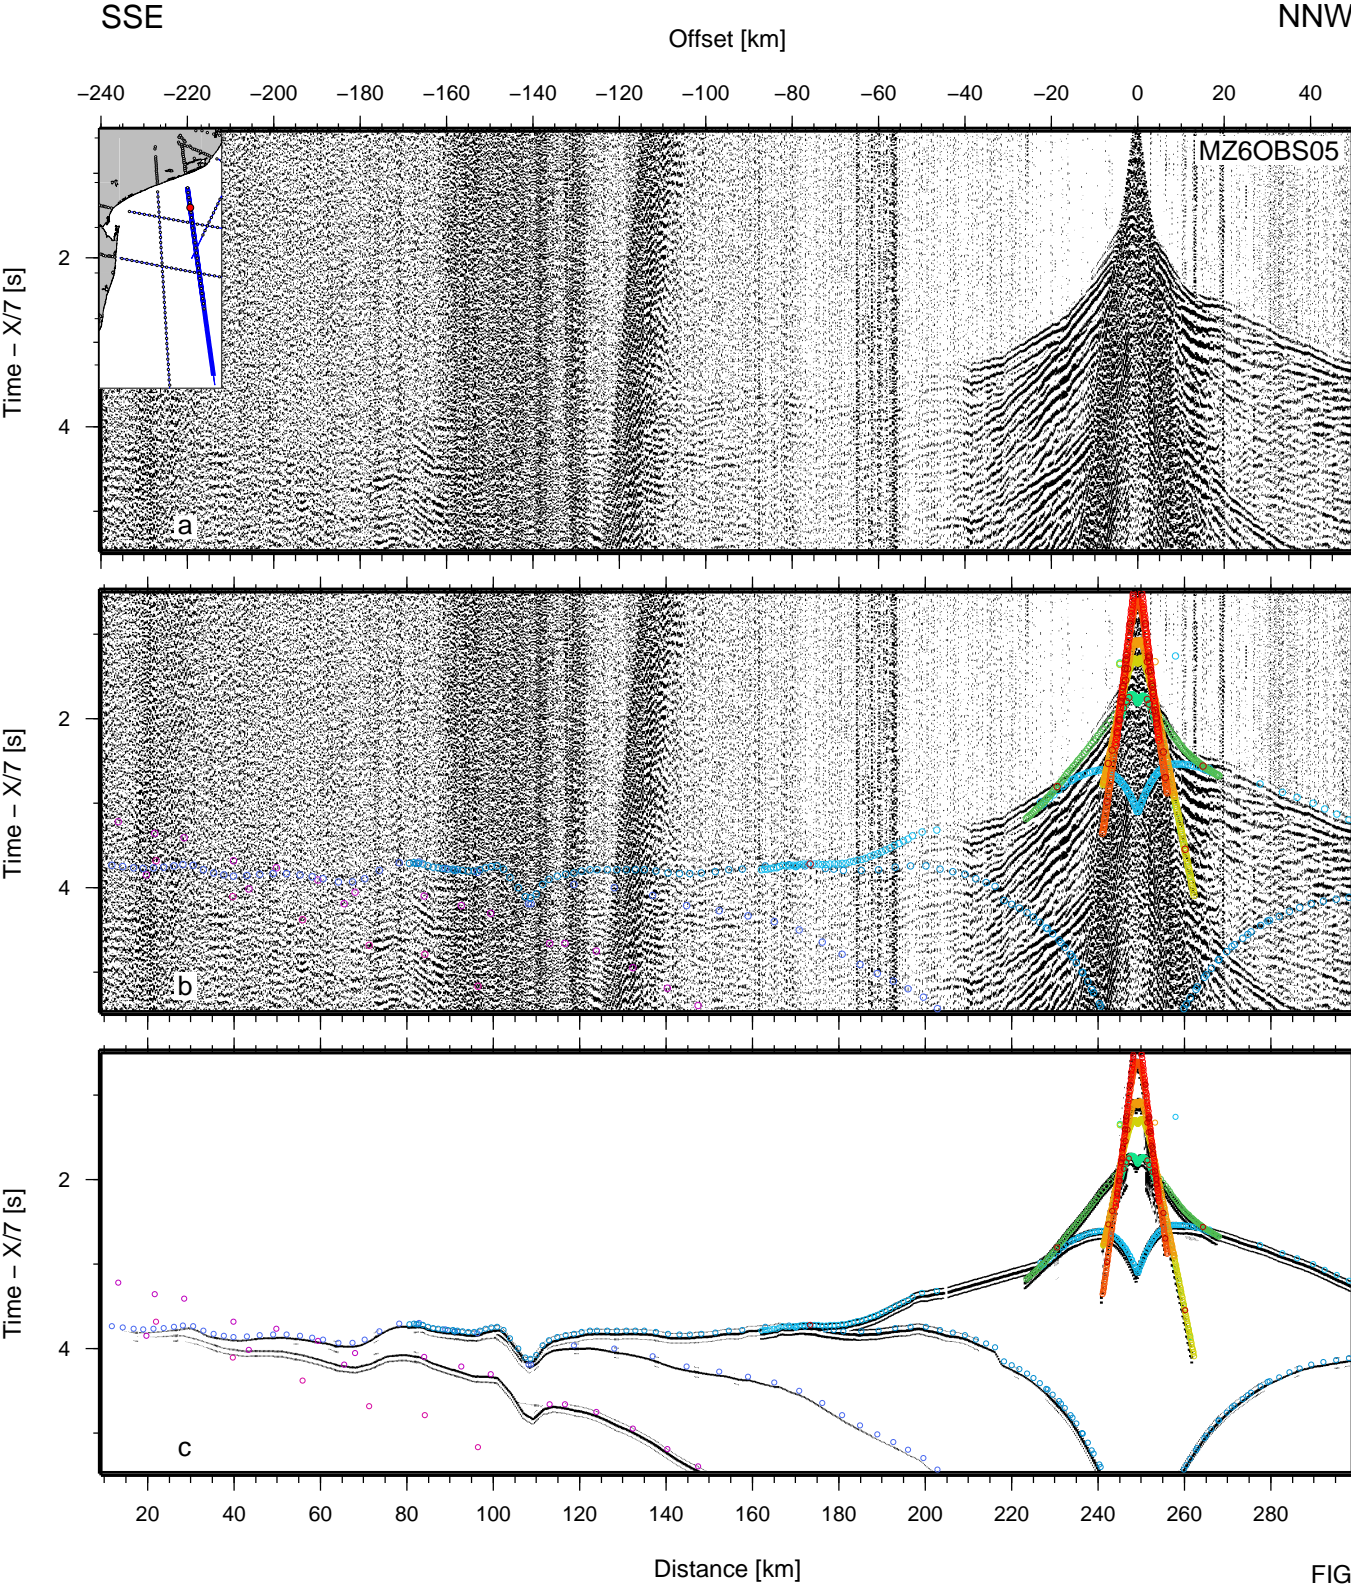 SSE
NNW
Offset [km]
−240 −220 −200 −180 −160 −140 −120 −100 −80 −60 −40 −20 0 20 40
MZ6OBS05
2
4
Time − X/7 [s]
a
2
4
Time − X/7 [s]
b
2
4
Time − X/7 [s]
c
20 40 60 80 100 120 140 160 180 200 220 240 260 280
Distance [km]
FIG